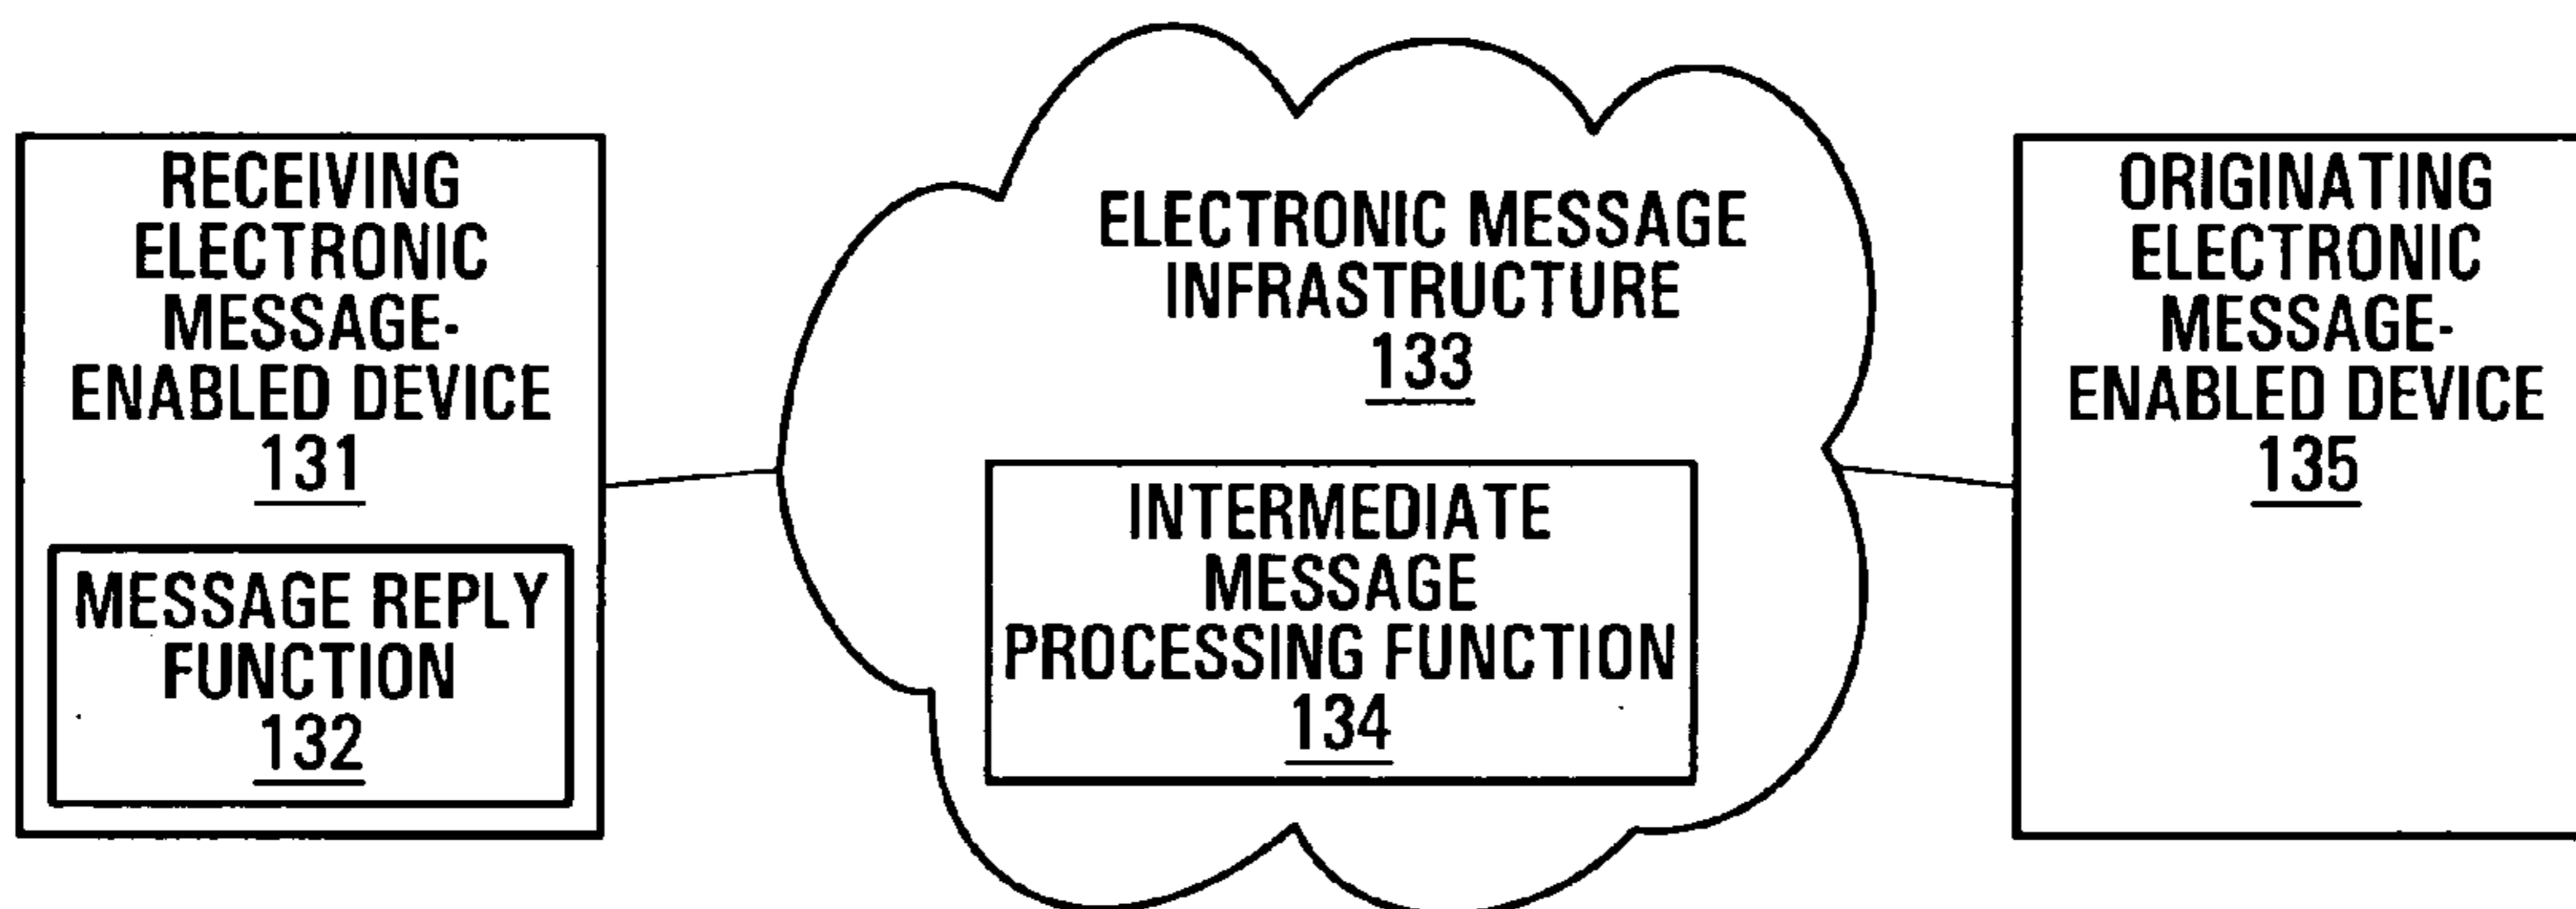 RECEIVING
ELECTRONIC
MESSAGE-
ENABLED DEVICE
131
MESSAGE REPLY
FUNCTION
132
ELECTRONIC MESSAGE
INFRASTRUCTURE
133
INTERMEDIATE
MESSAGE
PROCESSING FUNCTION
134
ORIGINATING
ELECTRONIC
MESSAGE-
ENABLED DEVICE
135